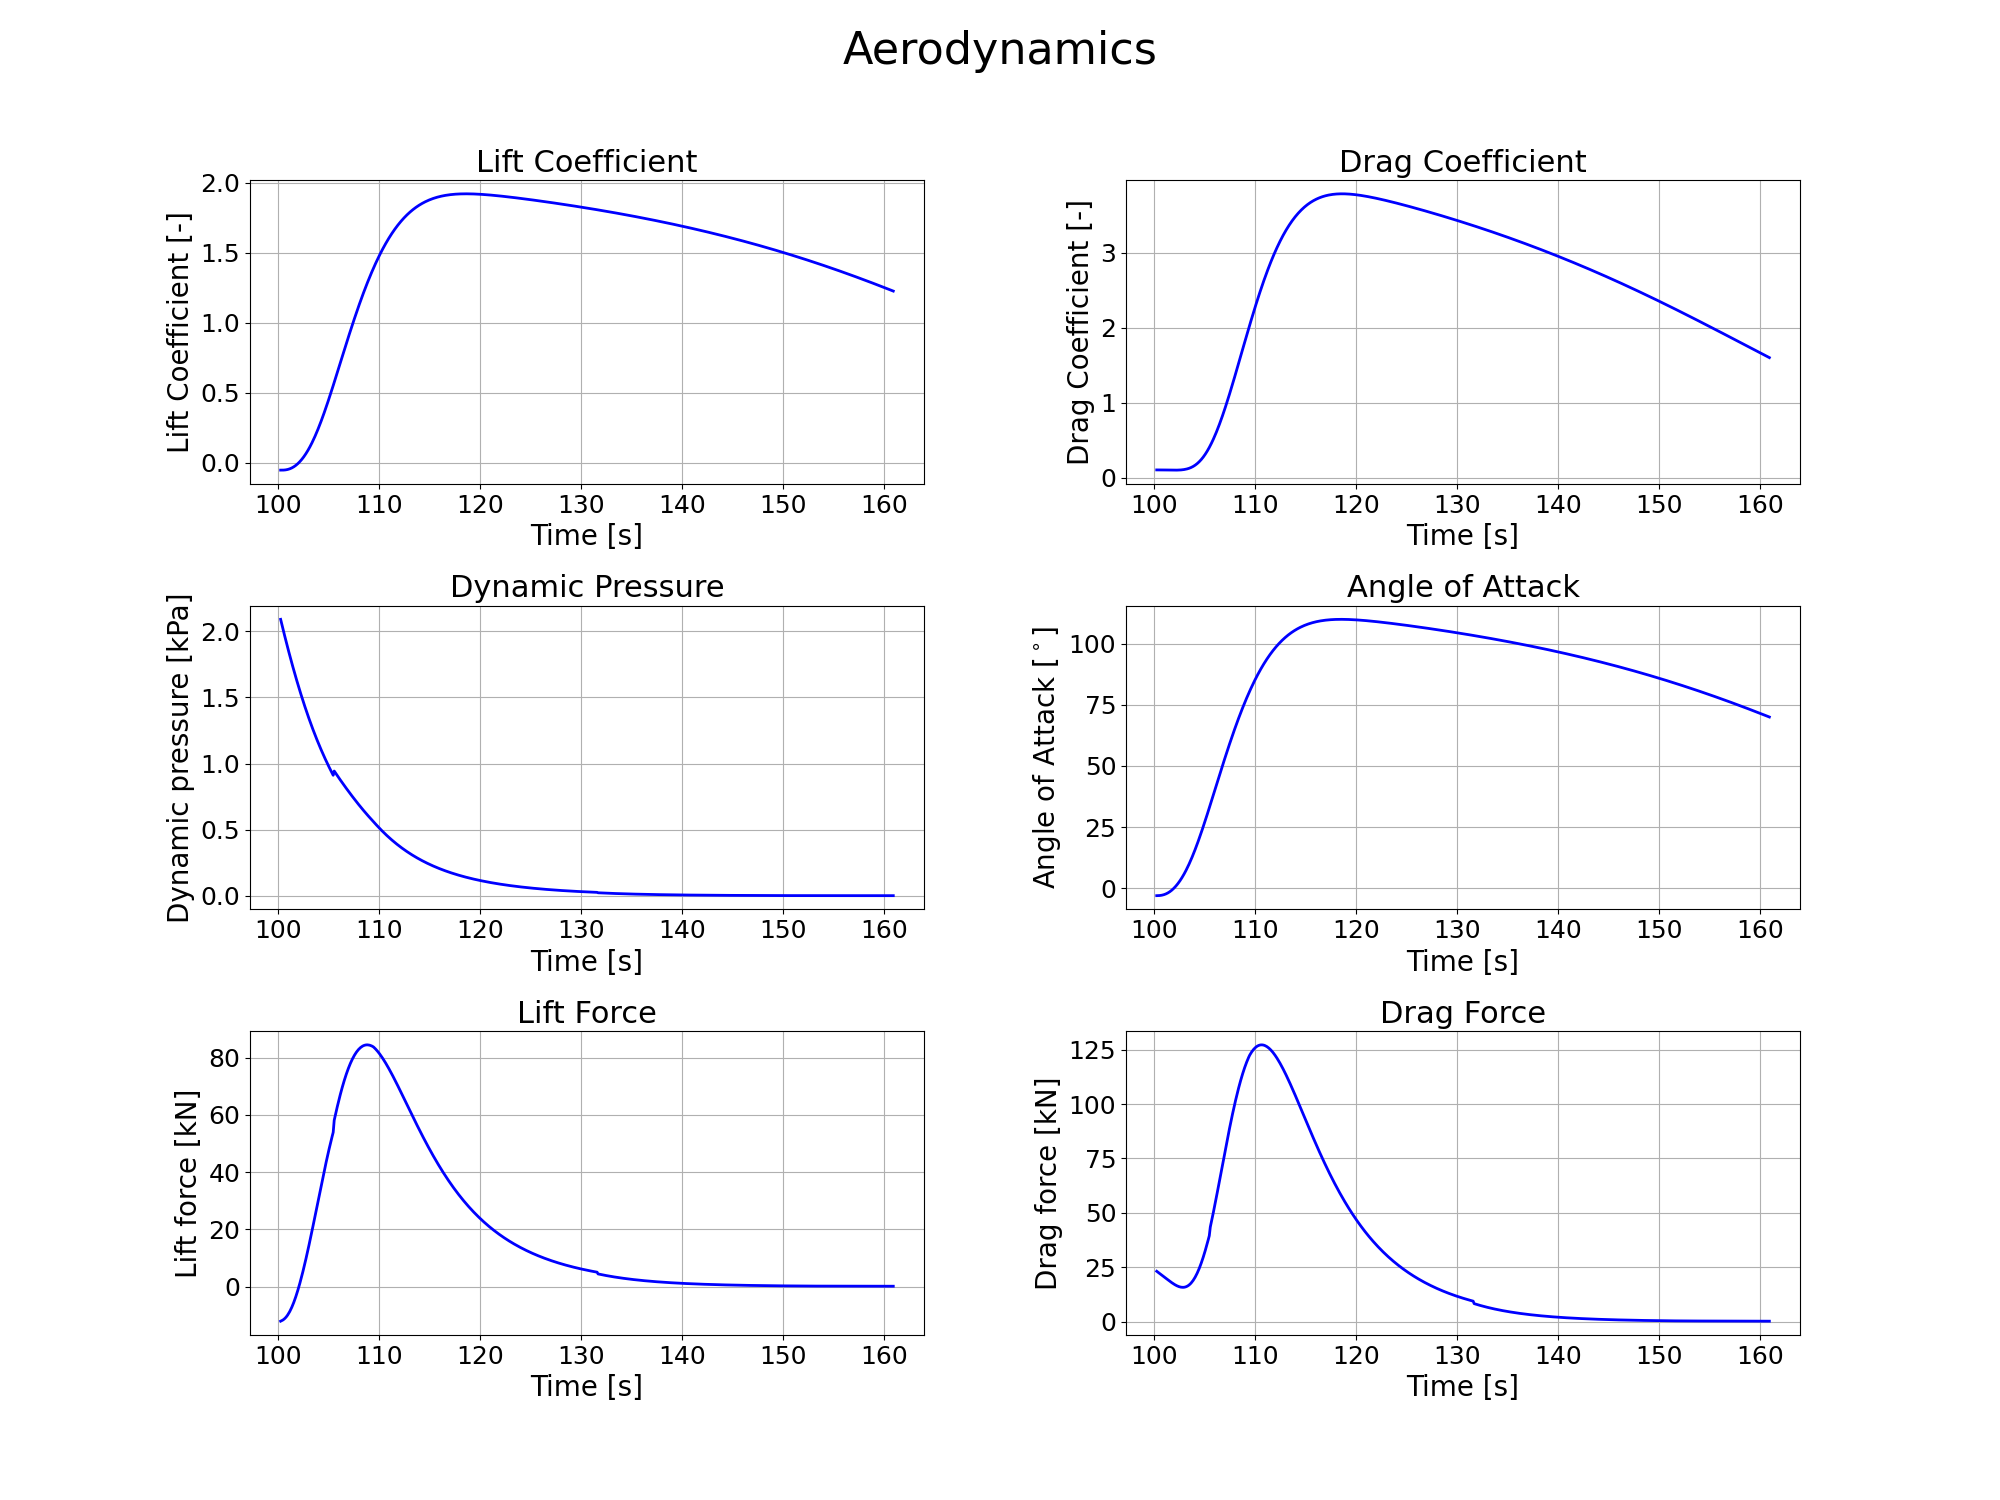 Aerodynamics
Lift Coefficient
Lift Coefficient [-]
2.0
1.5
1.0
0.5
0.0
100 110 120 130 140 150 160
Time [s]
Drag Coefficient
Drag Coefficient [-]
3
2
1
0
100 110 120 130 140 150 160
Time [s]
Dynamic Pressure
Dynamic pressure [kPa]
2.0
1.5
1.0
0.5
0.0
100 110 120 130 140 150 160
Time [s]
Angle of Attack
Angle of Attack [°]
100
75
50
25
0
100 110 120 130 140 150 160
Time [s]
Lift Force
Lift force [kN]
80
60
40
20
0
100 110 120 130 140 150 160
Time [s]
Drag Force
Drag force [kN]
125
100
75
50
25
0
100 110 120 130 140 150 160
Time [s]